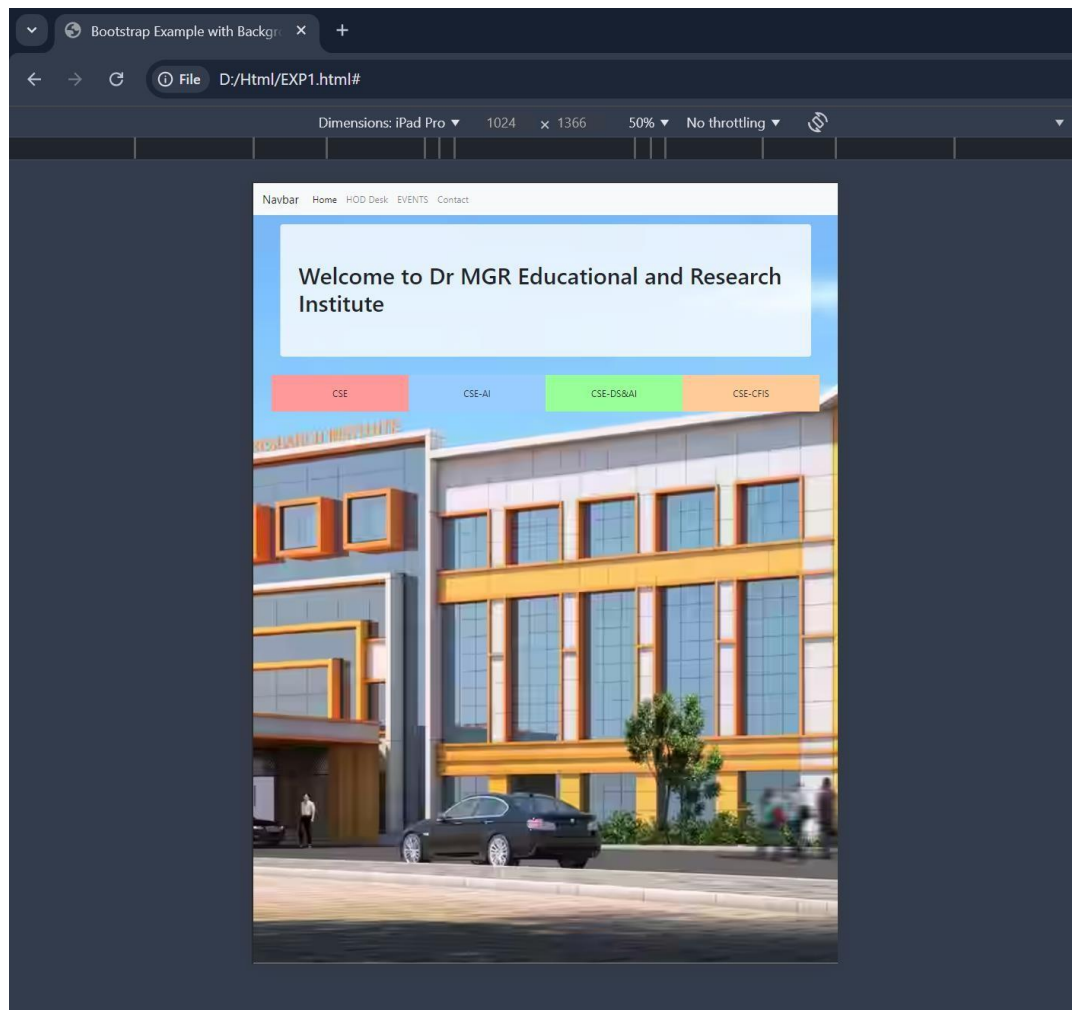 Bootstrap Example with Backgr
File D:/Html/EXP1.html#
Dimensions: iPad Pro 1024 × 1366 50% No throttling
Navbar Home HOD Desk EVENTS Contact
Welcome to Dr MGR Educational and Research
Institute
CSE CSE-AI CSE-DS&AI CSE-CFIS